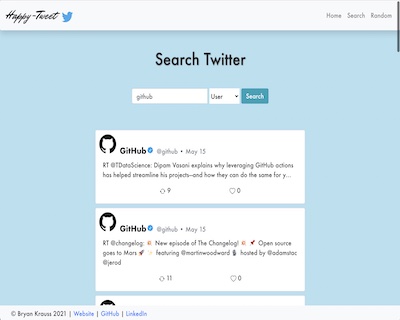 Happy-Tweet
Home Search Random
Search Twitter
github User Search
GitHub @github • May 15
RT @TDataScience: Dipam Vasani explains why leveraging GitHub actions
has helped streamline his projects—and how they can do the same for y...
9 0
GitHub @github • May 15
RT @changelog: 💥 New episode of The Changelog! 💥 🚀 Open source
goes to Mars 🚀 ✨ featuring @martinwoodward 🎙 hosted by @adamstac
@jerod
11 0
© Bryan Krauss 2021 | Website | GitHub | LinkedIn